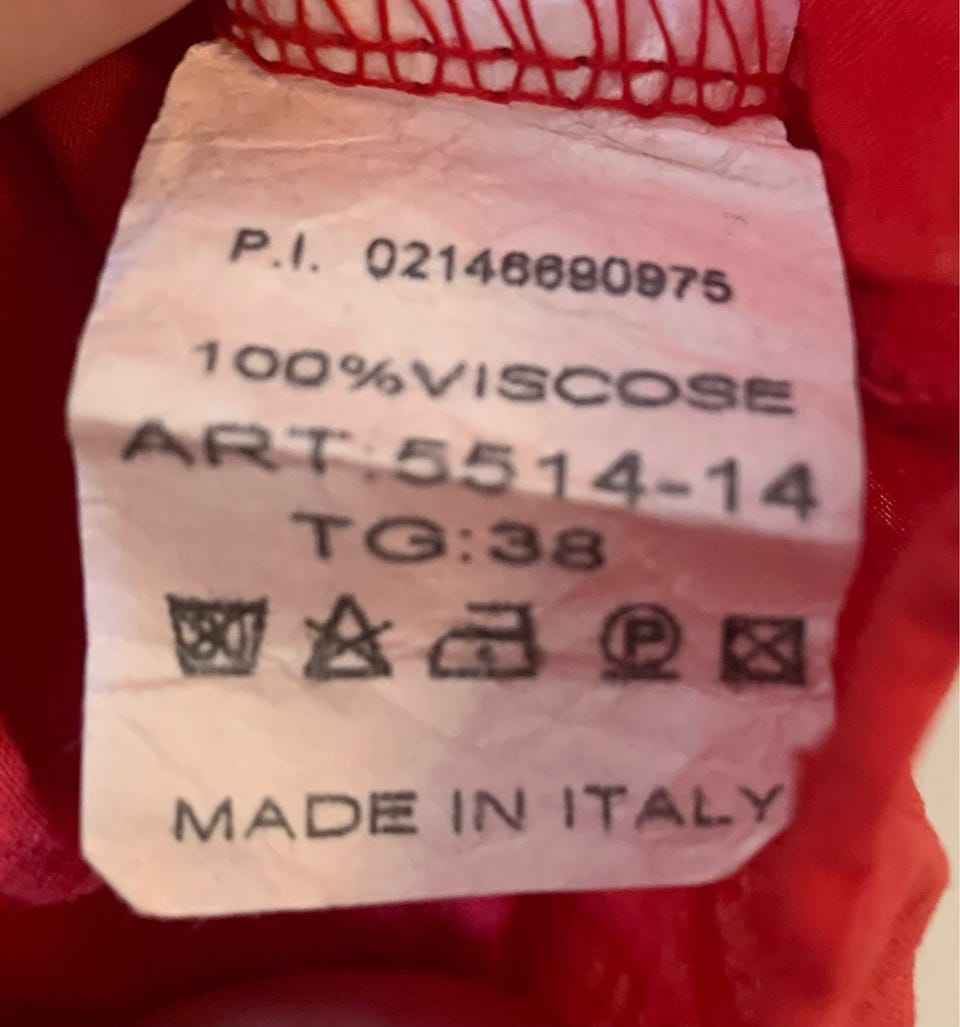 P.I. 02146690975
100%VISCOSE
ART:5514-14
TG:38
P
MADE IN ITALY